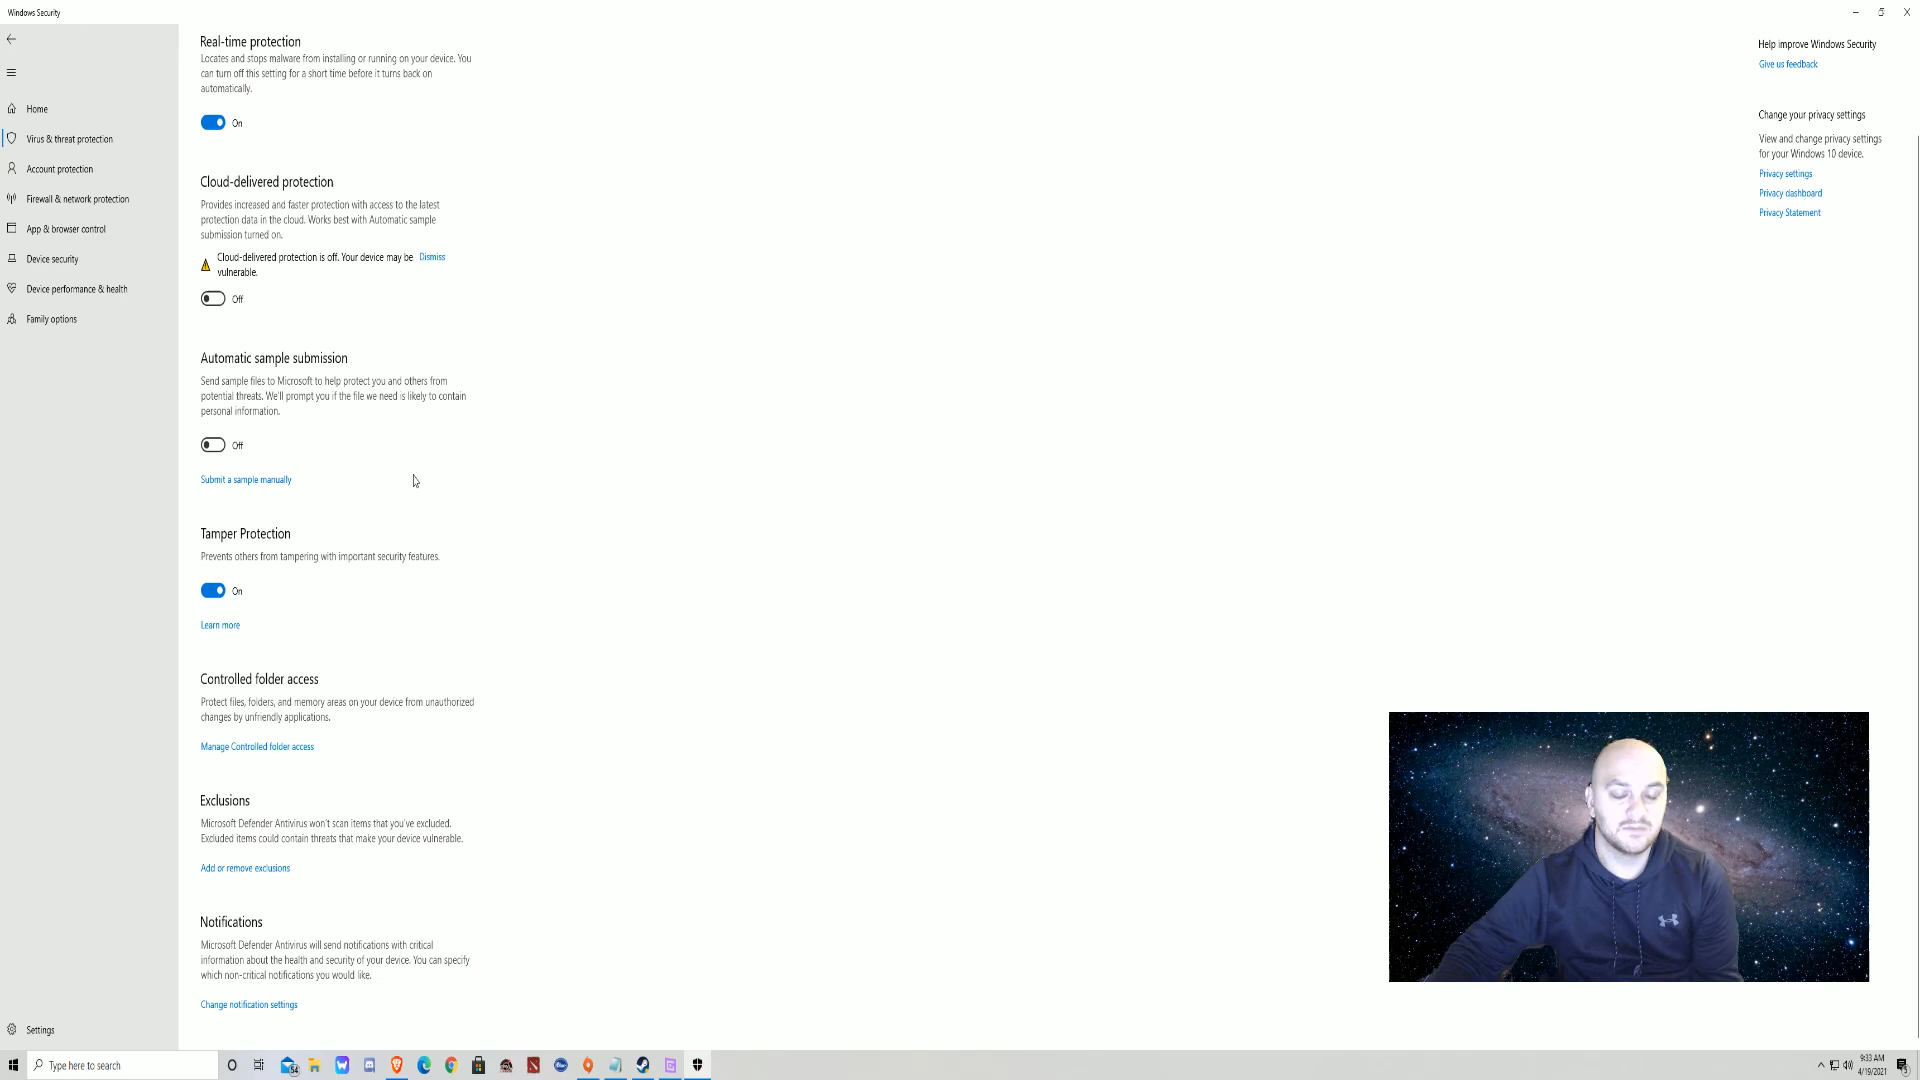 Windows Security
Home
Virus & threat protection
Account protection
Firewall & network protection
App & browser control
Device security
Device performance & health
Family options
Settings
Real-time protection
Locates and stops malware from installing or running on your device. You
can turn off this setting for a short time before it turns back on
automatically.
On
Cloud-delivered protection
Provides increased and faster protection with access to the latest
protection data in the cloud. Works best with Automatic sample
submission turned on.
Cloud-delivered protection is off. Your device may be Dismiss
vulnerable.
Off
Automatic sample submission
Send sample files to Microsoft to help protect you and others from
potential threats. We'll prompt you if the file we need is likely to contain
personal information.
Off
Submit a sample manually
Tamper Protection
Prevents others from tampering with important security features.
On
Learn more
Controlled folder access
Protect files, folders, and memory areas on your device from unauthorized
changes by unfriendly applications.
Manage Controlled folder access
Exclusions
Microsoft Defender Antivirus won't scan items that you've excluded.
Excluded items could contain threats that make your device vulnerable.
Add or remove exclusions
Notifications
Microsoft Defender Antivirus will send notifications with critical
information about the health and security of your device. You can specify
which non-critical notifications you would like.
Change notification settings
Help improve Windows Security
Give us feedback
Change your privacy settings
View and change privacy settings
for your Windows 10 device.
Privacy settings
Privacy dashboard
Privacy Statement
Type here to search
54
9:33 AM
4/19/2021